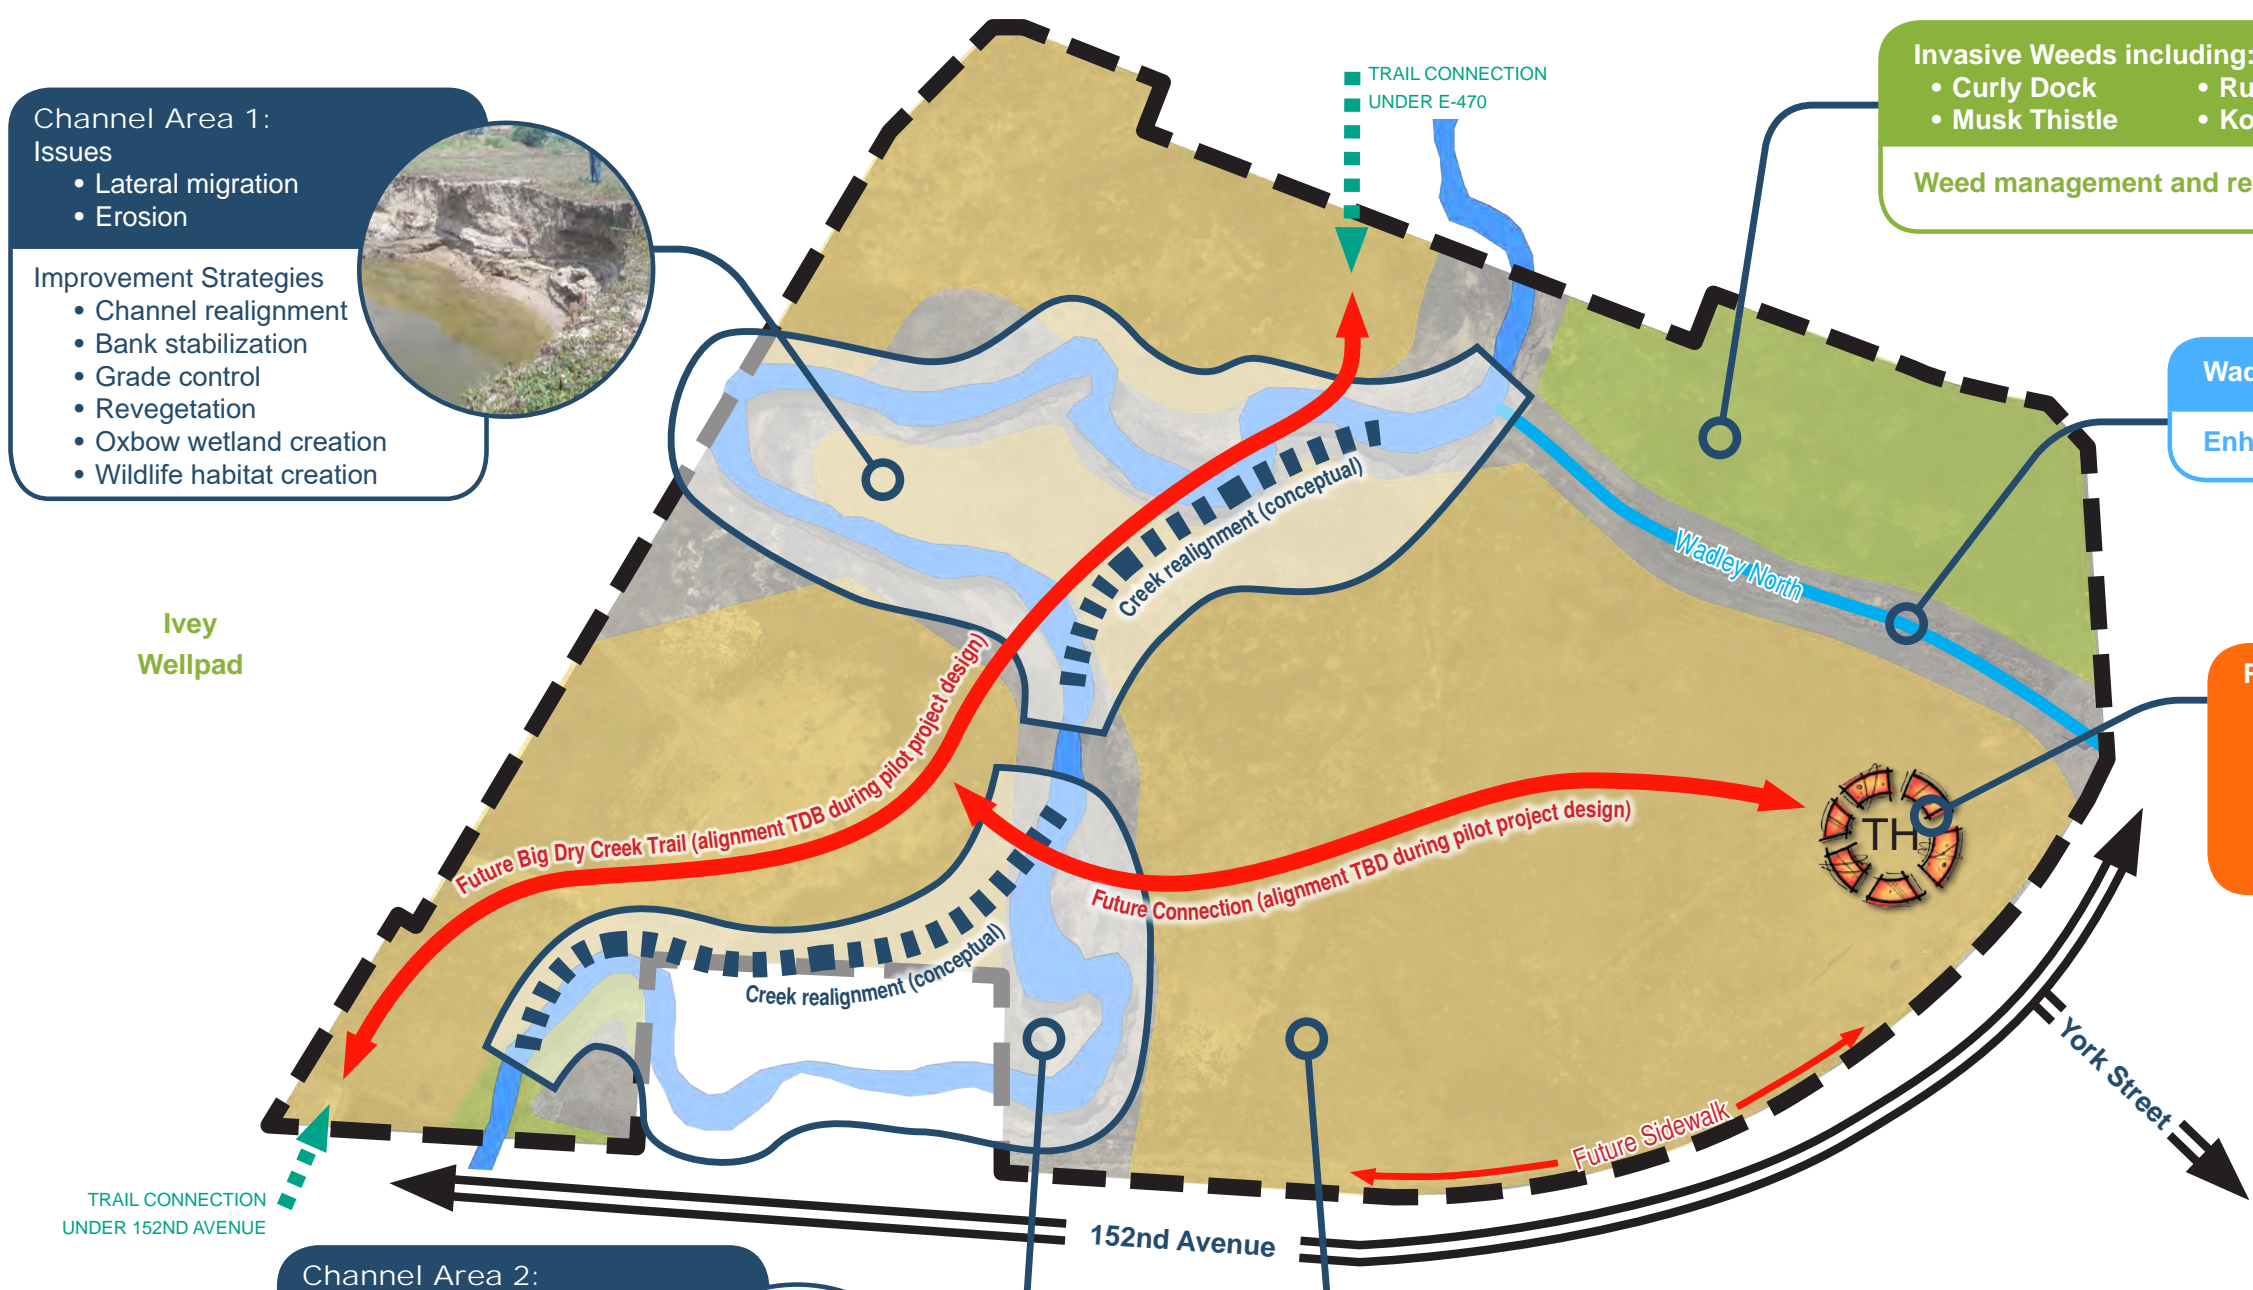 TRAIL CONNECTION
UNDER E-470
Invasive Weeds including:
• Curly Dock
• Musk Thistle
Weed management and
Channel Area 1:
Issues
• Lateral migration
• Erosion
Improvement Strategies
• Channel realignment
• Bank stabilization
• Grade control
• Revegetation
• Oxbow wetland creation
• Wildlife habitat creation
Creek realignment (conceptual)
Wadley North
Ivey
Wellpad
Future Big Dry Creek Trail (alignment TDB during pilot project design)
Future Connection (alignment TBD during pilot project design)
TH
Creek realignment (conceptual)
York Street
Future Sidewalk
TRAIL CONNECTION
UNDER 152ND AVENUE
152nd Avenue
Channel Area 2: